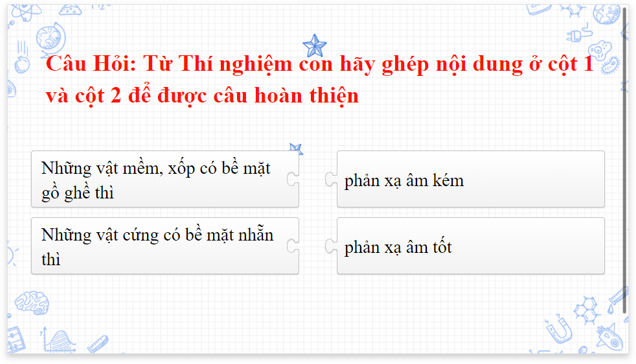 Câu Hỏi: Từ Thí nghiệm con hãy ghép nội dung ở cột 1
và cột 2 để được câu hoàn thiện
Những vật mềm, xốp có bề mặt
gồ ghề thì
phản xạ âm kém
Những vật cứng có bề mặt nhẵn
thì
phản xạ âm tốt